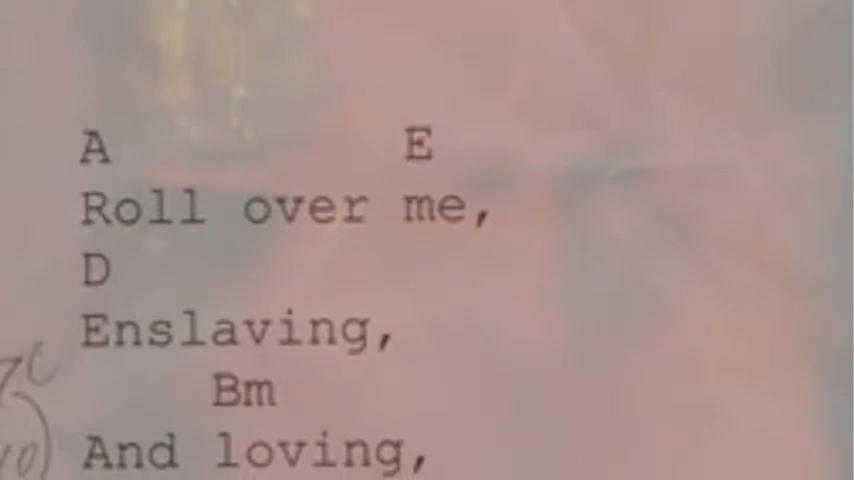 A                   E
Roll over me,
D
Enslaving,
        Bm
And loving,